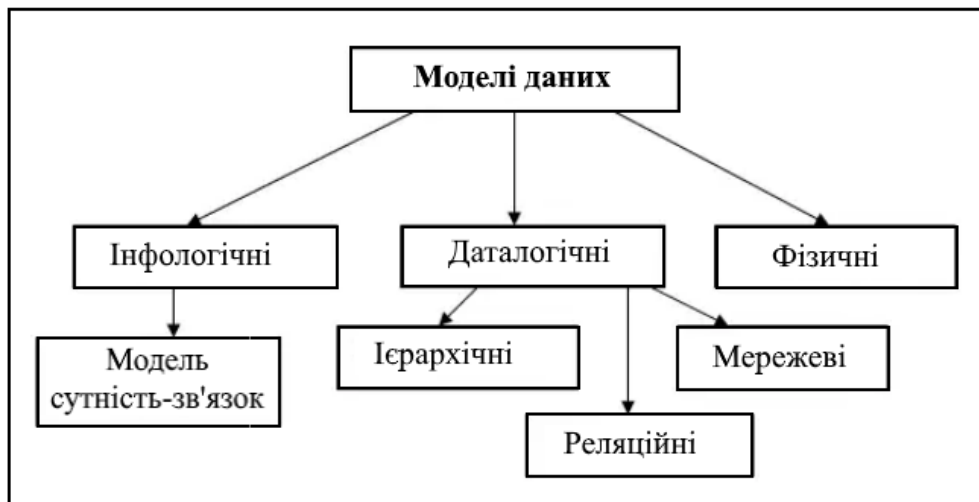 Моделі даних
Інфологічні
Даталогічні
Фізичні
Модель
сутність-зв'язок
Ієрархічні
Мережеві
Реляційні